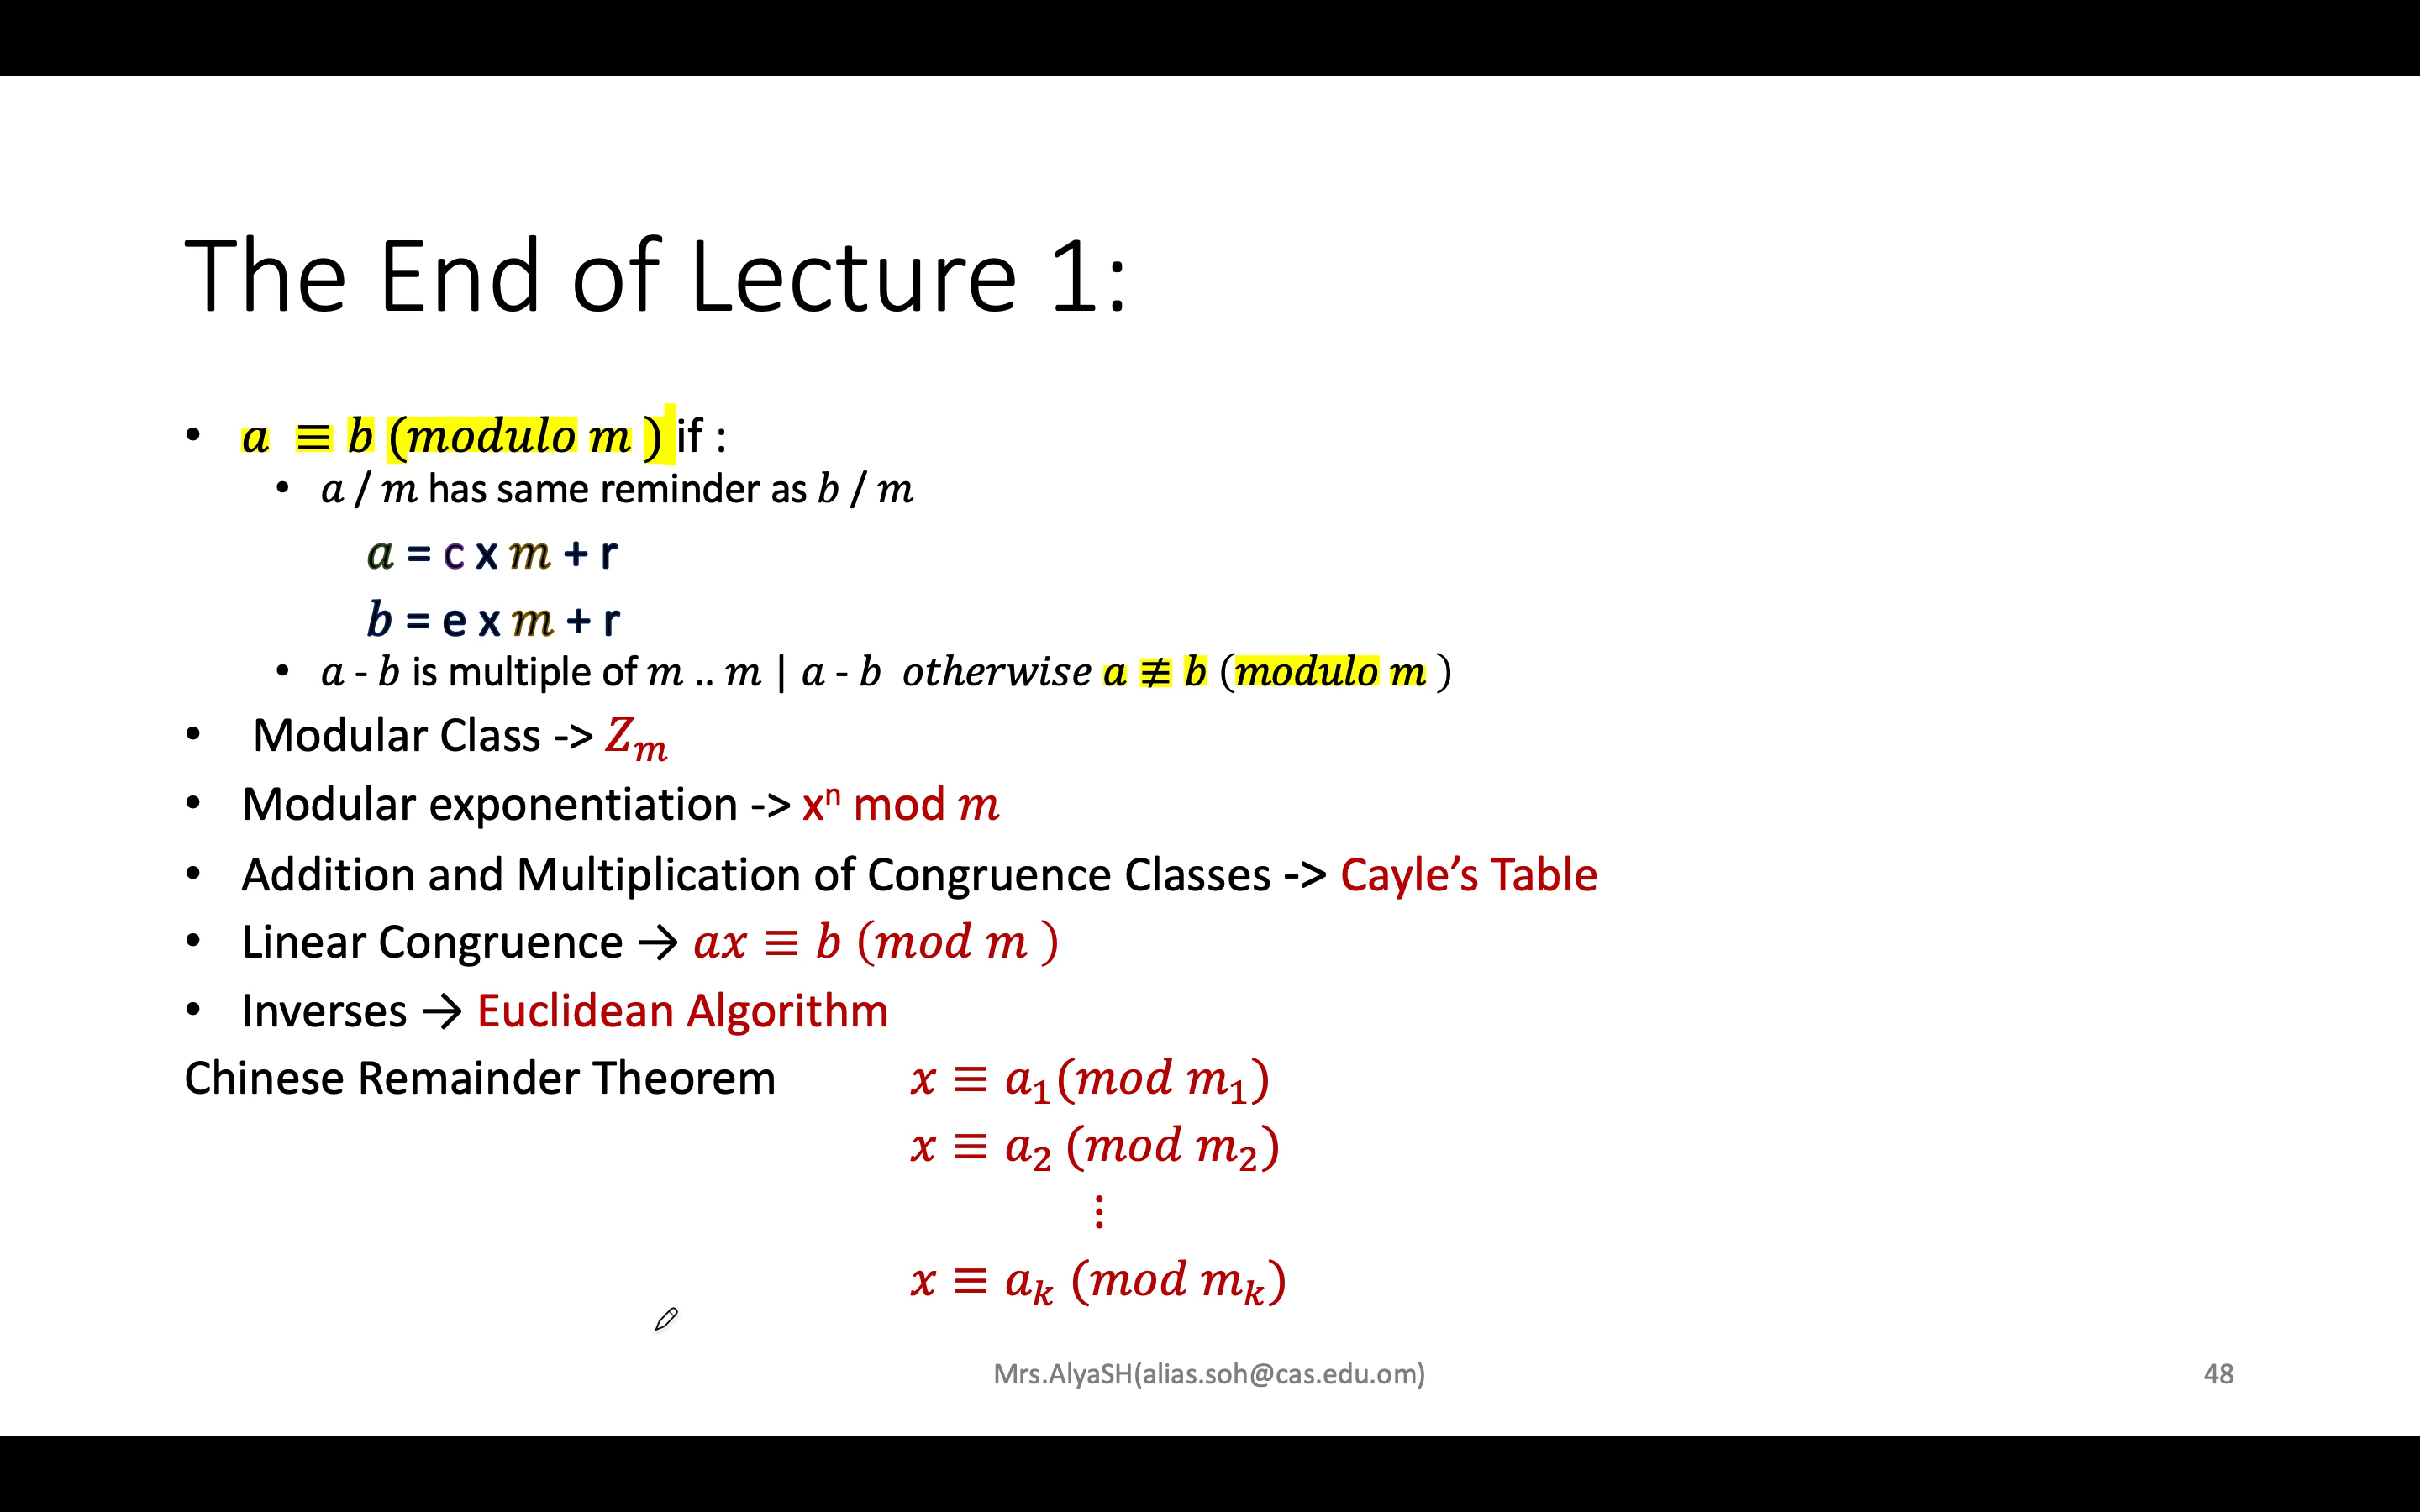 The End of Lecture 1:
• a ≡ b (modulo m ) if :
• a / m has same reminder as b / m
a = c x m + r
b = e x m + r
• a - b is multiple of m .. m | a - b otherwise a ≢ b (modulo m )
• Modular Class -> Zₘ
• Modular exponentiation -> xⁿ mod m
• Addition and Multiplication of Congruence Classes -> Cayle’s Table
• Linear Congruence → ax ≡ b (mod m )
• Inverses → Euclidean Algorithm
Chinese Remainder Theorem x ≡ a₁(mod m₁)
x ≡ a₂ (mod m₂)
⋮
x ≡ aₖ (mod mₖ)
Mrs.AlyaSH(alias.soh@cas.edu.om) 48